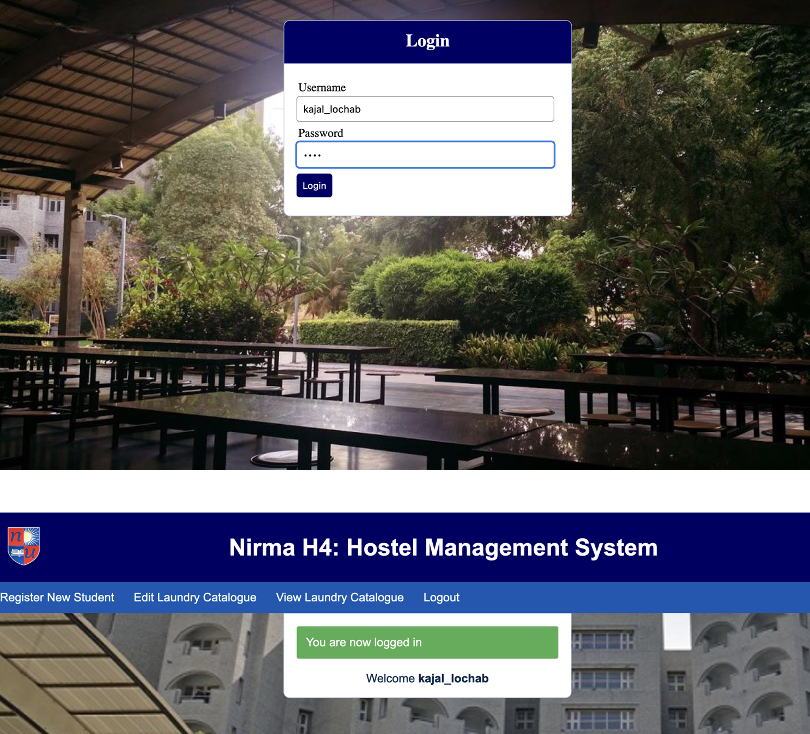 Login
Username
kajal_lochab
Password
••••
Login
nu
Nirma H4: Hostel Management System
Register New Student Edit Laundry Catalogue View Laundry Catalogue Logout
You are now logged in
Welcome kajal_lochab